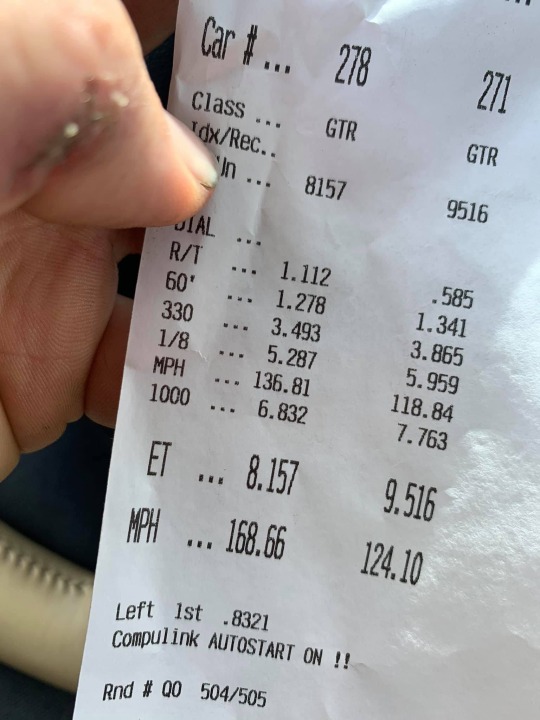 Car # ... 278 271
Class ... GTR GTR
Idx/Rec..
... 8157 9516
DIAL ...
R/T ... 1.112 .585
60' ... 1.278 1.341
330 ... 3.493 3.865
1/8 ... 5.287 5.959
MPH ... 136.81 118.84
1000 ... 6.832 7.763
ET ... 8.157 9.516
MPH ... 168.66 124.10
Left 1st .8321
Compulink AUTOSTART ON !!
Rnd # Q0 504/505